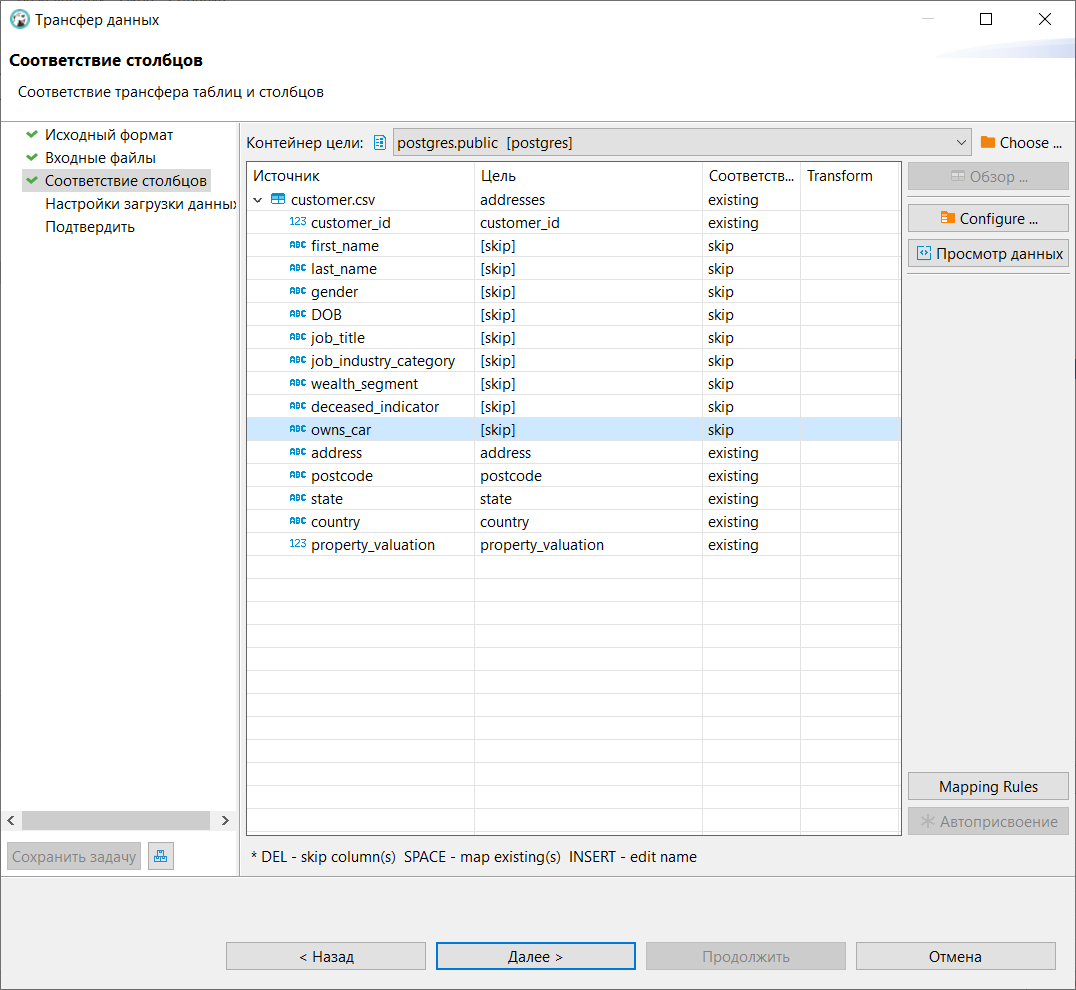 Трансфер данных
Соответствие столбцов
Соответствие трансфера таблиц и столбцов
Исходный формат
Входные файлы
Соответствие столбцов
Настройки загрузки данны
Подтвердить
Сохранить задачу
Контейнер цели: postgres.public [postgres] Choose ...
Источник Цель Соответств... Transform
customer.csv addresses existing
123 customer_id customer_id existing
ABC first_name [skip] skip
ABC last_name [skip] skip
ABC gender [skip] skip
ABC DOB [skip] skip
ABC job_title [skip] skip
ABC job_industry_category [skip] skip
ABC wealth_segment [skip] skip
ABC deceased_indicator [skip] skip
ABC owns_car [skip] skip
ABC address address existing
ABC postcode postcode existing
ABC state state existing
ABC country country existing
123 property_valuation property_valuation existing
* DEL - skip column(s) SPACE - map existing(s) INSERT - edit name
Обзор ...
Configure ...
Просмотр данных
Mapping Rules
Автоприсвоение
< Назад
Далее >
Продолжить
Отмена